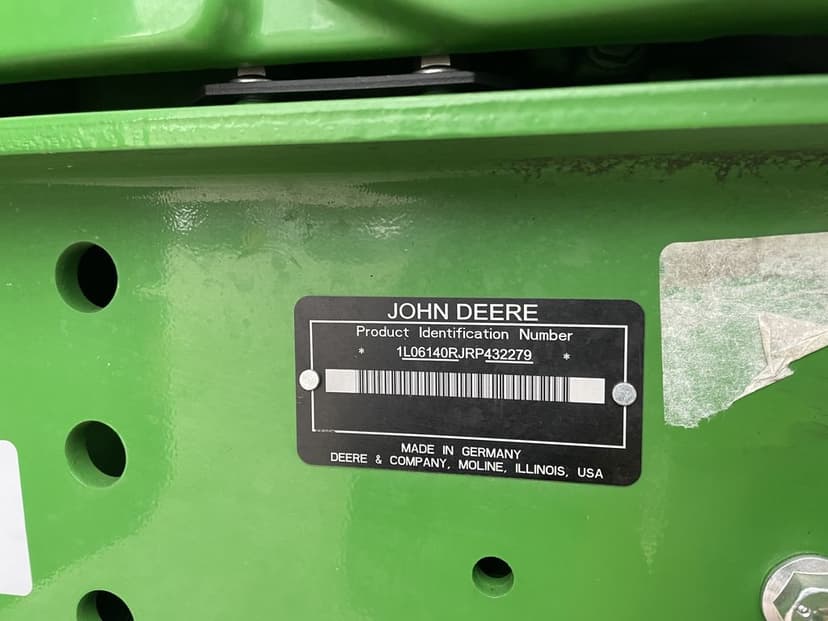 JOHN DEERE
Product Identification Number
* 1L06140RJRP432279 *
MADE IN GERMANY
DEERE & COMPANY, MOLINE, ILLINOIS, USA